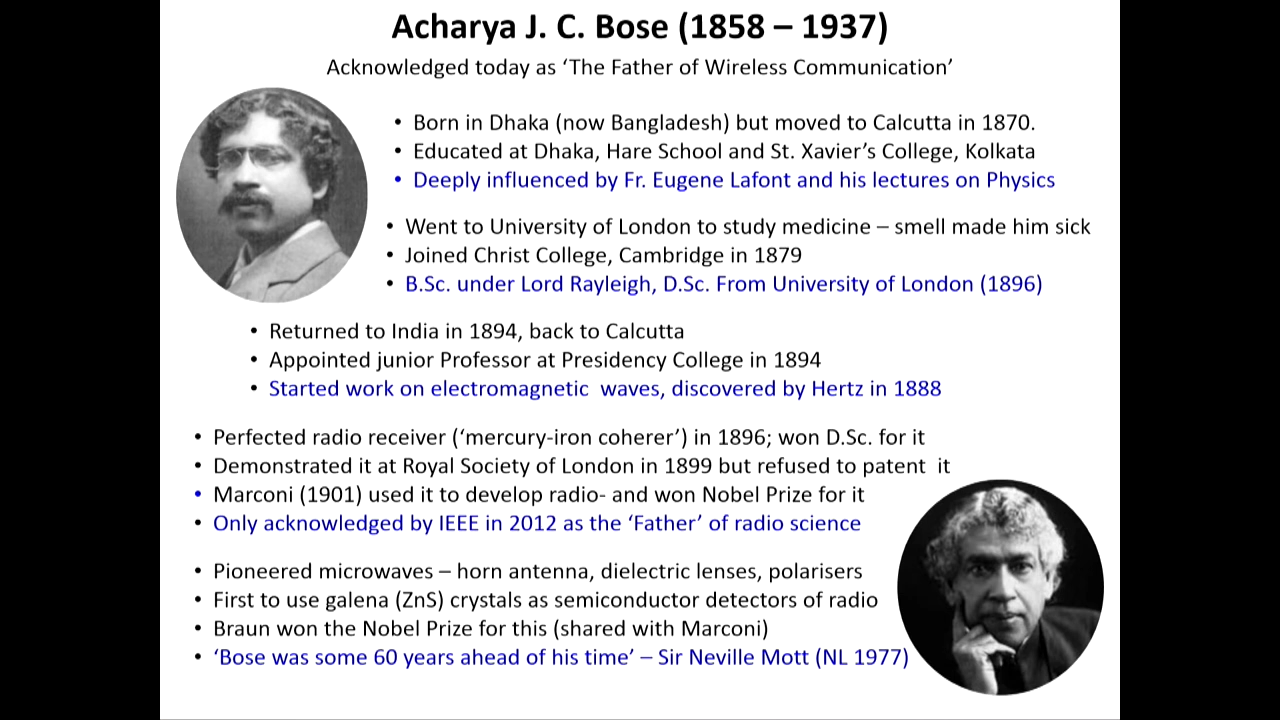 Acharya J. C. Bose (1858 – 1937)
Acknowledged today as ‘The Father of Wireless Communication’
• Born in Dhaka (now Bangladesh) but moved to Calcutta in 1870.
• Educated at Dhaka, Hare School and St. Xavier’s College, Kolkata
• Deeply influenced by Fr. Eugene Lafont and his lectures on Physics
• Went to University of London to study medicine – smell made him sick
• Joined Christ College, Cambridge in 1879
• B.Sc. under Lord Rayleigh, D.Sc. From University of London (1896)
• Returned to India in 1894, back to Calcutta
• Appointed junior Professor at Presidency College in 1894
• Started work on electromagnetic  waves, discovered by Hertz in 1888
• Perfected radio receiver (‘mercury-iron coherer’) in 1896; won D.Sc. for it
• Demonstrated it at Royal Society of London in 1899 but refused to patent  it
• Marconi (1901) used it to develop radio- and won Nobel Prize for it
• Only acknowledged by IEEE in 2012 as the ‘Father’ of radio science
• Pioneered microwaves – horn antenna, dielectric lenses, polarisers
• First to use galena (ZnS) crystals as semiconductor detectors of radio
• Braun won the Nobel Prize for this (shared with Marconi)
• ‘Bose was some 60 years ahead of his time’ – Sir Neville Mott (NL 1977)